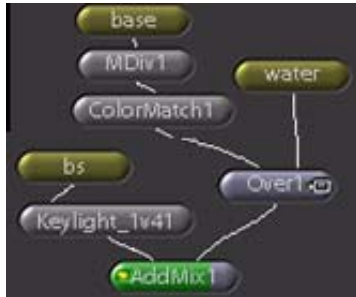 base
MDiv1
water
ColorMatch1
bs
Over1
Keylight_1v41
AddMix1